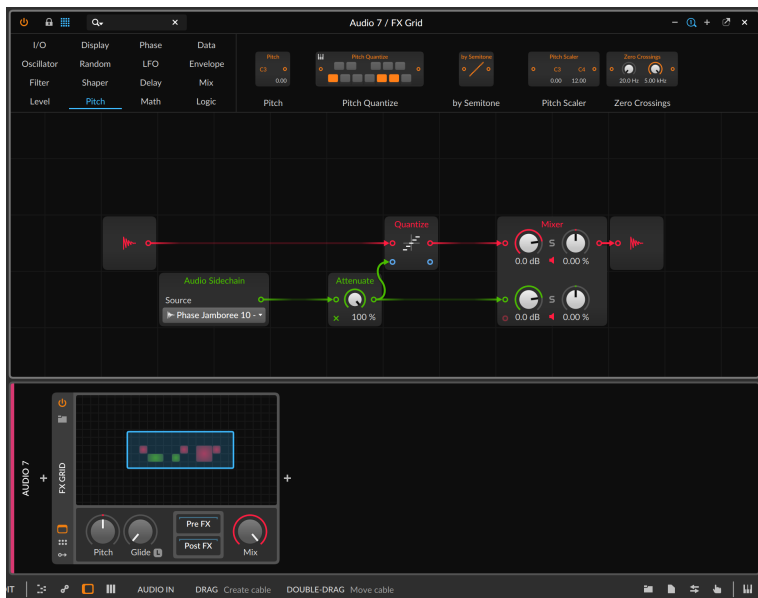 Audio 7 / FX Grid
I/O Display Phase Data
Oscillator Random LFO Envelope
Filter Shaper Delay Mix
Level Pitch Math Logic
Pitch
C3
0.00
Pitch
Pitch Quantize
Pitch Quantize
by Semitone
by Semitone
Pitch Scaler
C3 C4
0.00 12.00
Pitch Scaler
Zero Crossings
20.0 Hz 5.00 kHz
Zero Crossings
Quantize
Mixer
S
0.0 dB 0.00 %
Audio Sidechain
Source
Phase Jamboree 10 -
Attenuate
100 %
S
0.0 dB 0.00 %
AUDIO 7
FX GRID
Pitch Glide L
Pre FX
Post FX
Mix
AUDIO IN DRAG Create cable DOUBLE-DRAG Move cable